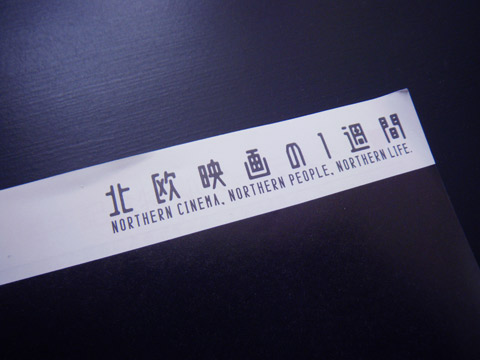 北欧映画の1週間
NORTHERN CINEMA, NORTHERN PEOPLE, NORTHERN LIFE.